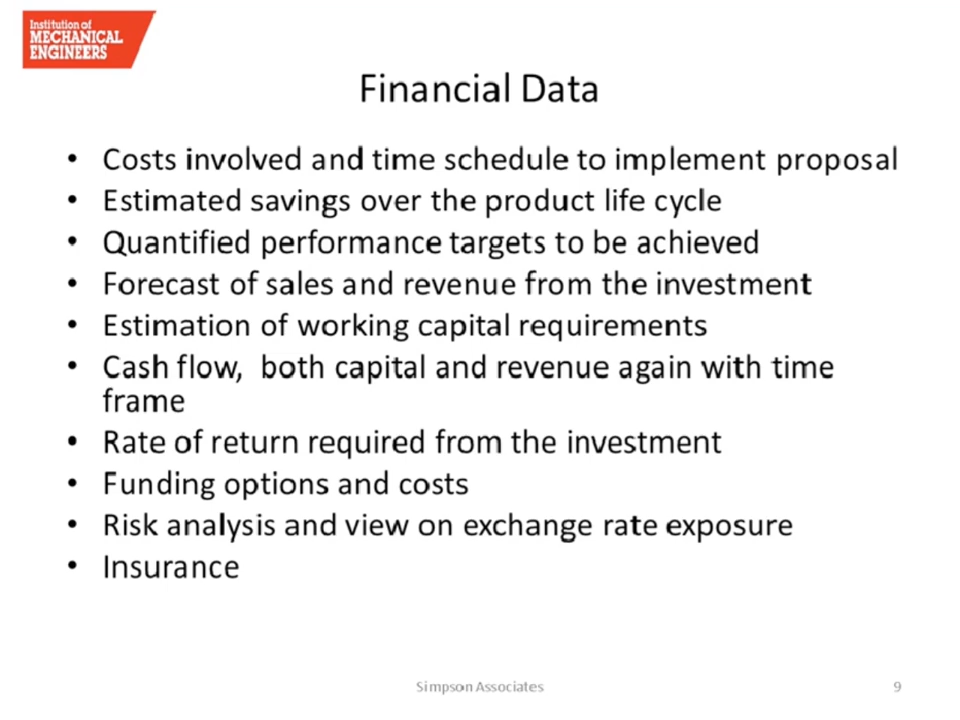 Institution of
MECHANICAL
ENGINEERS
Financial Data
• Costs involved and time schedule to implement proposal
• Estimated savings over the product life cycle
• Quantified performance targets to be achieved
• Forecast of sales and revenue from the investment
• Estimation of working capital requirements
• Cash flow,  both capital and revenue again with time
frame
• Rate of return required from the investment
• Funding options and costs
• Risk analysis and view on exchange rate exposure
• Insurance
Simpson Associates
9